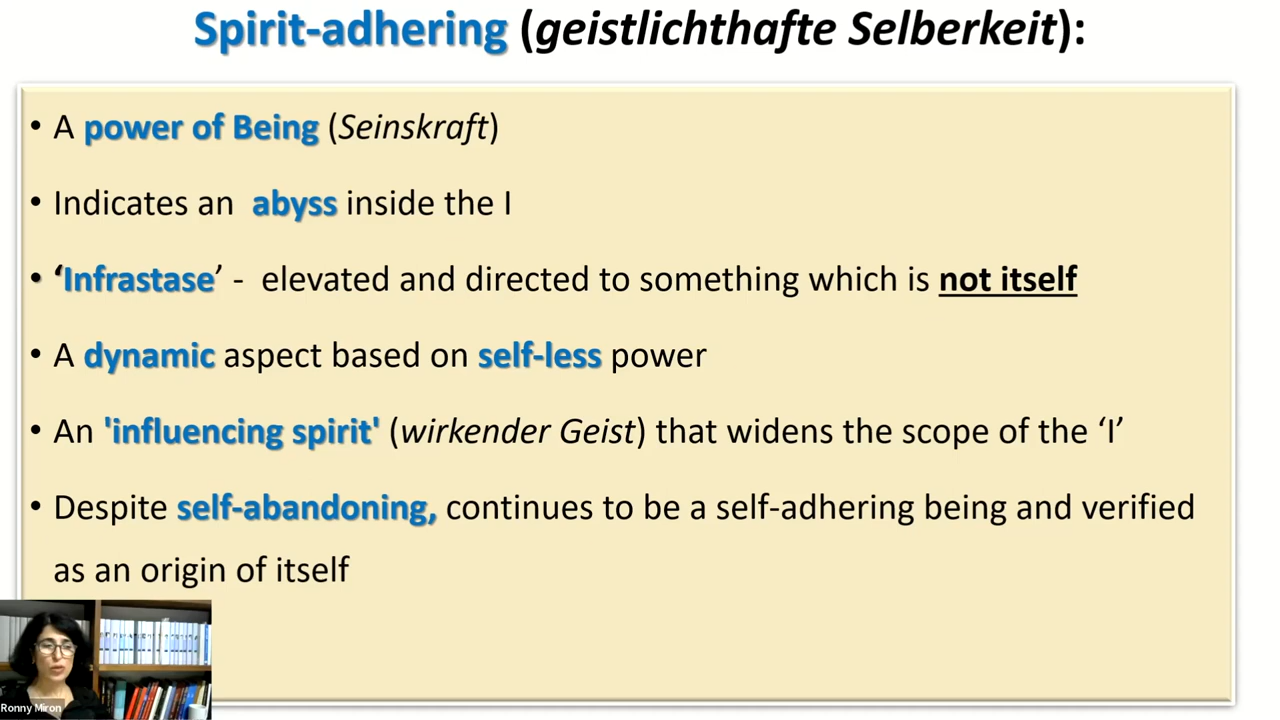 Spirit-adhering (geistlichthafte Selberkeit):
• A power of Being (Seinskraft)
• Indicates an abyss inside the I
• ‘Infrastase’ - elevated and directed to something which is not itself
• A dynamic aspect based on self-less power
• An 'influencing spirit' (wirkender Geist) that widens the scope of the ‘I’
• Despite self-abandoning, continues to be a self-adhering being and verified
as an origin of itself
Ronny Miron